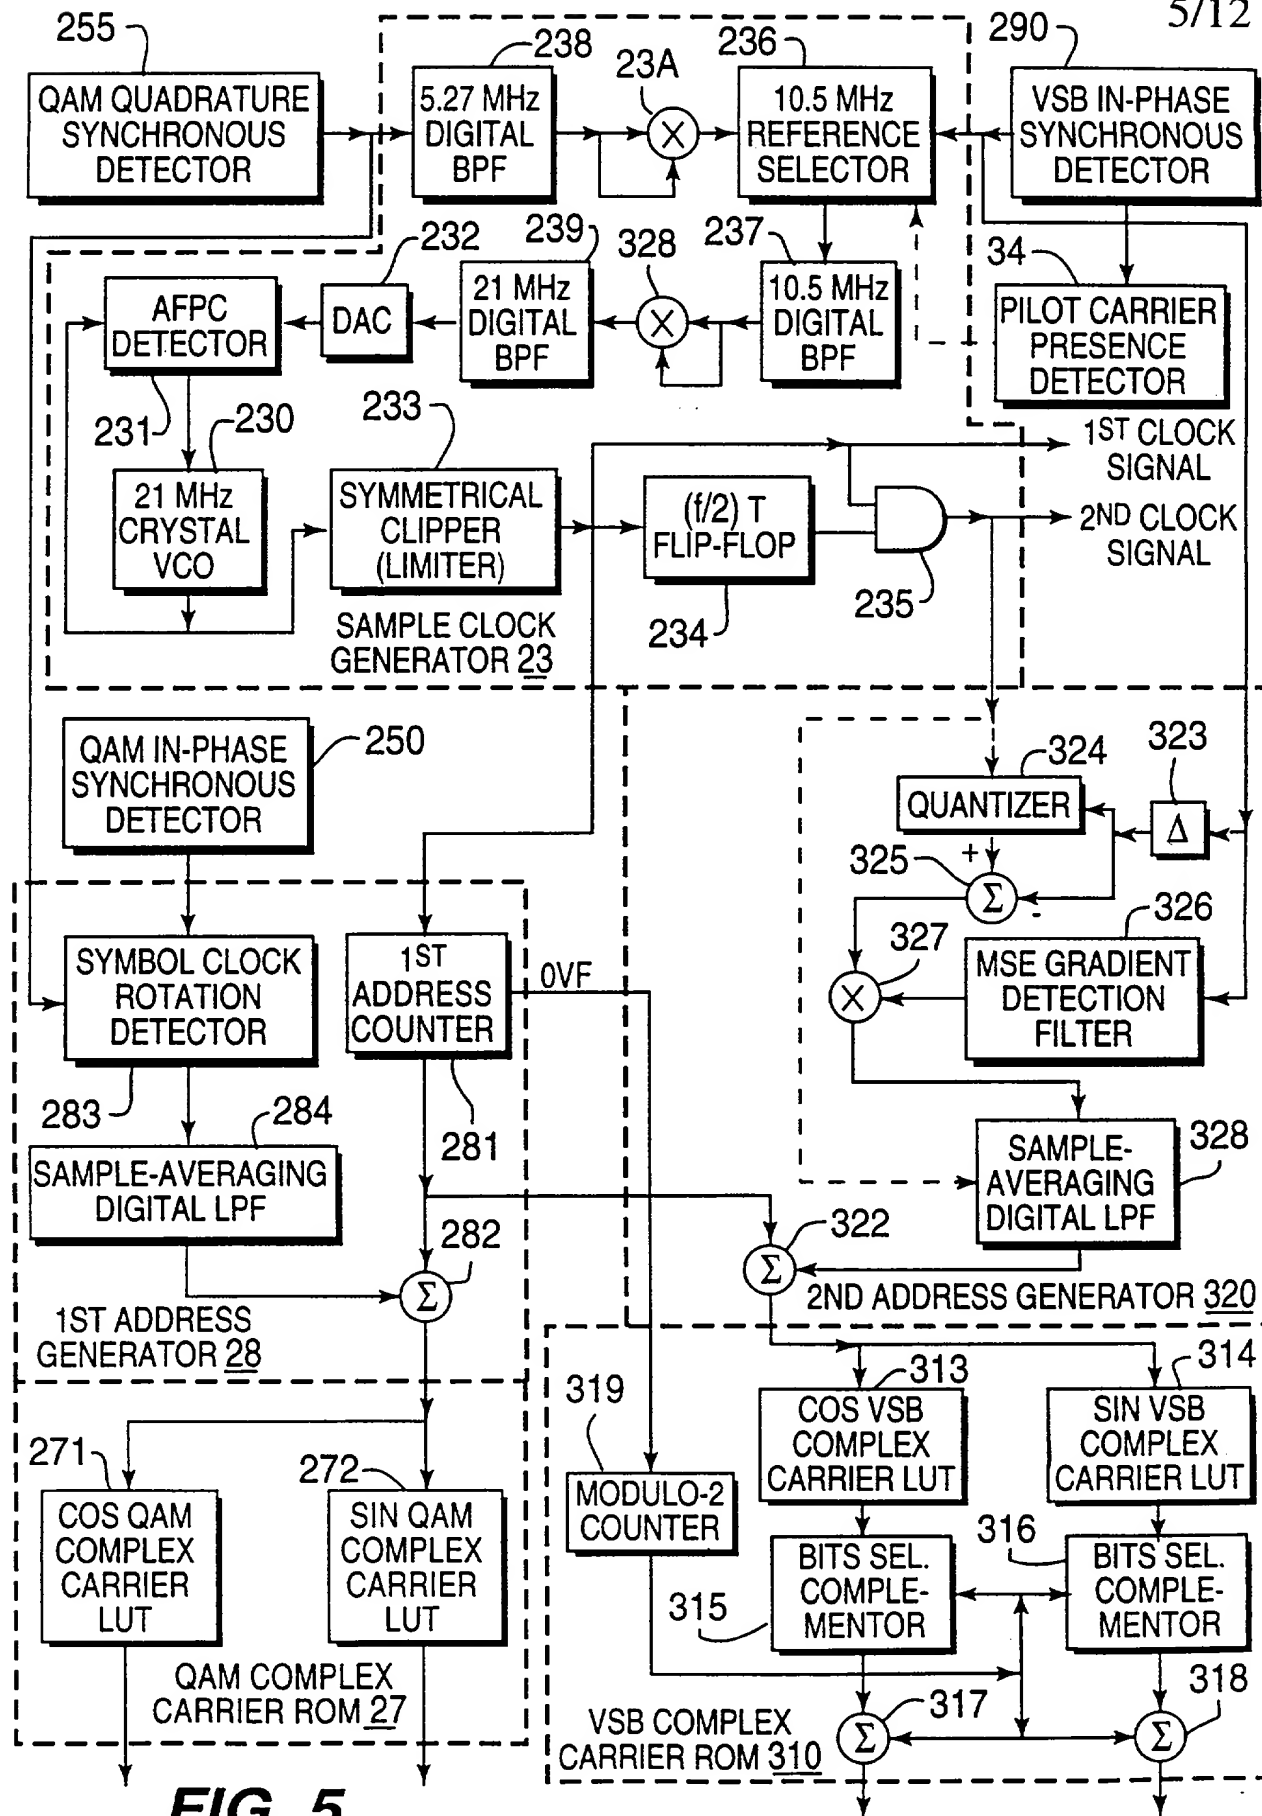 5/12
255
238
23A
236
290
QAM QUADRATURE
SYNCHRONOUS
DETECTOR
5.27 MHz
DIGITAL
BPF
X
10.5 MHz
REFERENCE
SELECTOR
VSB IN-PHASE
SYNCHRONOUS
DETECTOR
232
239
328
237
34
AFPC
DETECTOR
DAC
21 MHz
DIGITAL
BPF
X
10.5 MHz
DIGITAL
BPF
PILOT CARRIER
PRESENCE
DETECTOR
231
230
233
1ST CLOCK
SIGNAL
21 MHz
CRYSTAL
VCO
SYMMETRICAL
CLIPPER
(LIMITER)
(f/2) T
FLIP-FLOP
2ND CLOCK
SIGNAL
234
235
SAMPLE CLOCK
GENERATOR 23
QAM IN-PHASE
SYNCHRONOUS
DETECTOR
250
324
323
QUANTIZER
Δ
325
+
Σ
-
326
327
SYMBOL CLOCK
ROTATION
DETECTOR
1ST
ADDRESS
COUNTER
0VF
X
MSE GRADIENT
DETECTION
FILTER
283
284
281
SAMPLE-AVERAGING
DIGITAL LPF
SAMPLE-
AVERAGING
DIGITAL LPF
328
282
322
Σ
Σ
1ST ADDRESS
GENERATOR 28
2ND ADDRESS GENERATOR 320
319
313
314
COS VSB
COMPLEX
CARRIER LUT
SIN VSB
COMPLEX
CARRIER LUT
271
272
COS QAM
COMPLEX
CARRIER
LUT
SIN QAM
COMPLEX
CARRIER
LUT
MODULO-2
COUNTER
316
BITS SEL.
COMPLE-
MENTOR
BITS SEL.
COMPLE-
MENTOR
315
QAM COMPLEX
CARRIER ROM 27
317
318
Σ
Σ
VSB COMPLEX
CARRIER ROM 310
FIG. 5